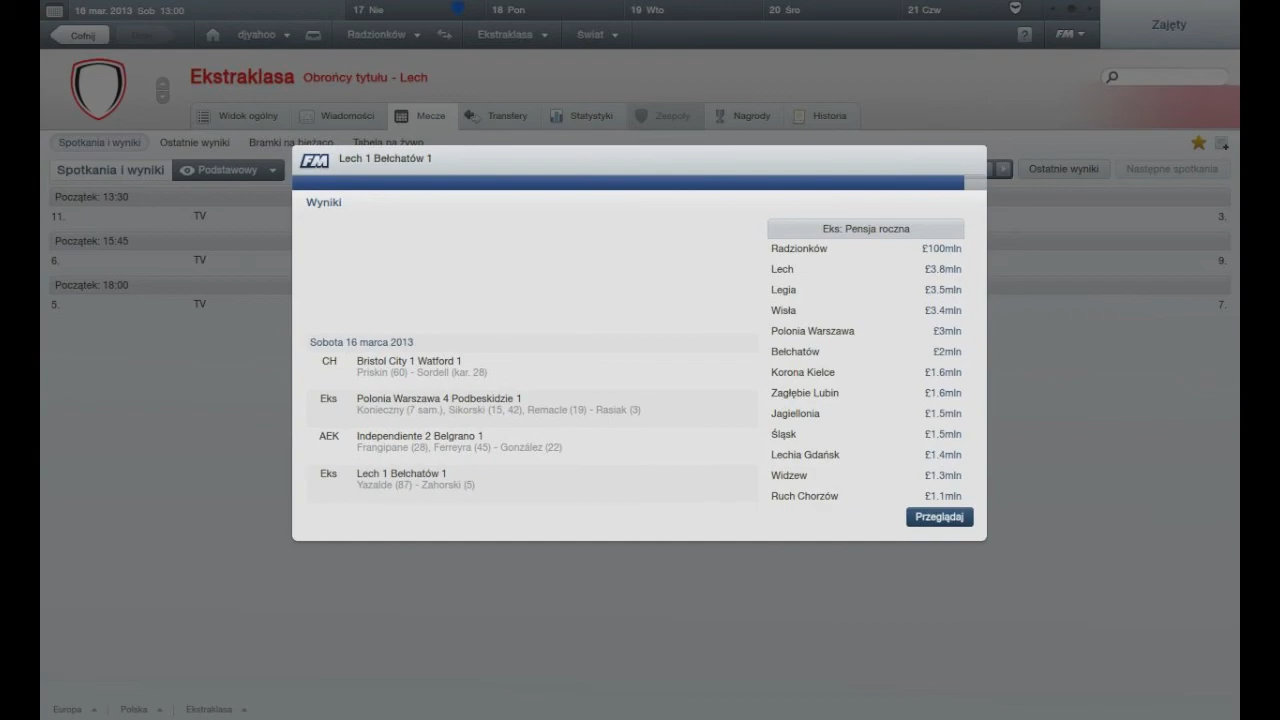 16 mar. 2013 Sob 13:00
17 Nie
18 Pon
19 Wto
20 Śro
21 Czw
Zajęty
Cofnij
djyahoo
Radzionków
Ekstraklasa
Świat
?
FM
Ekstraklasa Obrońcy tytułu - Lech
Widok ogólny
Wiadomości
Mecze
Transfery
Statystyki
Zespoły
Nagrody
Historia
Spotkania i wyniki
Ostatnie wyniki
Bramki na bieżąco
Tabela na żywo
Spotkania i wyniki
Podstawowy
Ostatnie wyniki
Następne spotkania
Początek: 13:30
11. TV 3.
Początek: 15:45
6. TV 9.
Początek: 18:00
5. TV 7.
FM Lech 1 Bełchatów 1
Wyniki
Sobota 16 marca 2013
CH Bristol City 1 Watford 1
Priskin (60) - Sordell (kar. 28)
Eks Polonia Warszawa 4 Podbeskidzie 1
Konieczny (7 sam.), Sikorski (15, 42), Remacle (19) - Rasiak (3)
AEK Independiente 2 Belgrano 1
Frangipane (28), Ferreyra (45) - González (22)
Eks Lech 1 Bełchatów 1
Yazalde (87) - Zahorski (5)
Eks: Pensja roczna
Radzionków £100mln
Lech £3.8mln
Legia £3.5mln
Wisła £3.4mln
Polonia Warszawa £3mln
Bełchatów £2mln
Korona Kielce £1.6mln
Zagłębie Lubin £1.6mln
Jagiellonia £1.5mln
Śląsk £1.5mln
Lechia Gdańsk £1.4mln
Widzew £1.3mln
Ruch Chorzów £1.1mln
Przeglądaj
Europa
Polska
Ekstraklasa